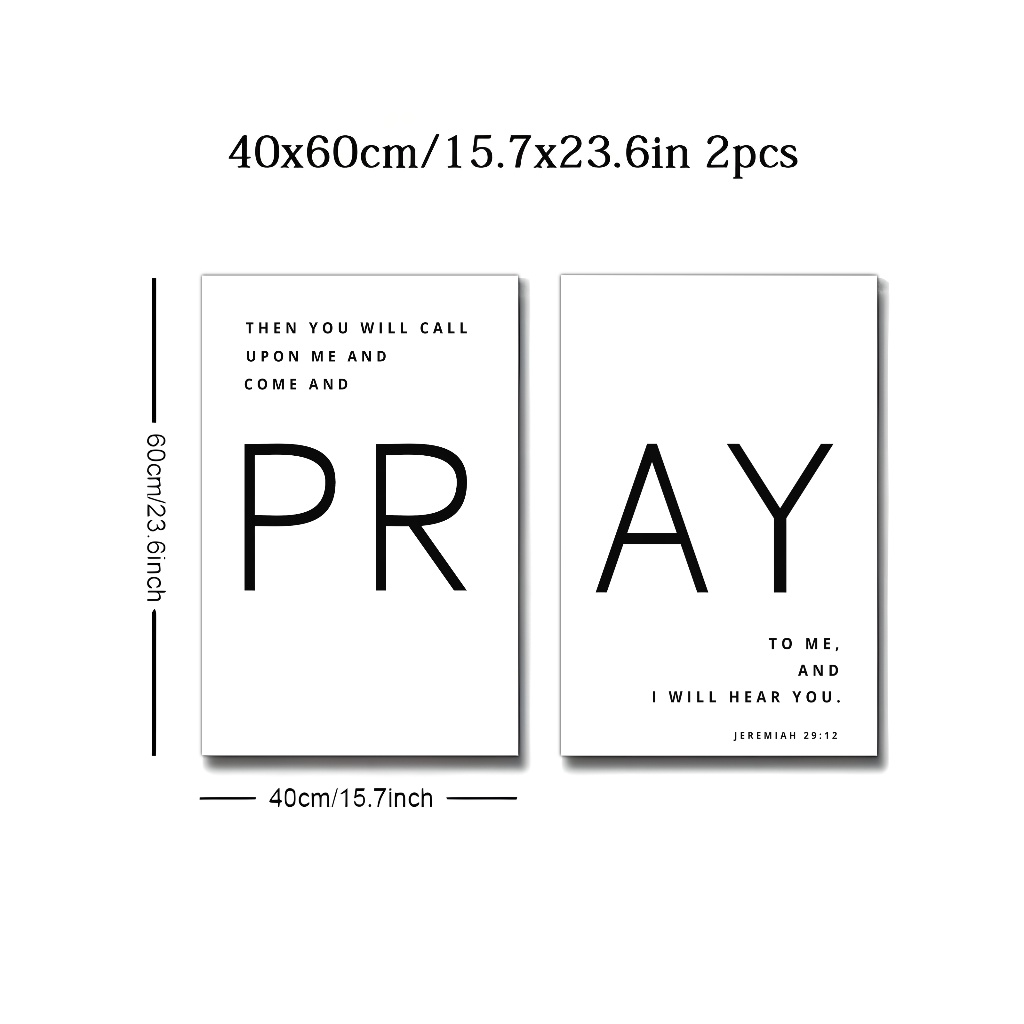 40x60cm/15.7x23.6in 2pcs
THEN YOU WILL CALL
UPON ME AND
COME AND
PR
AY
TO ME,
AND
I WILL HEAR YOU.
JEREMIAH 29:12
60cm/23.6inch
40cm/15.7inch